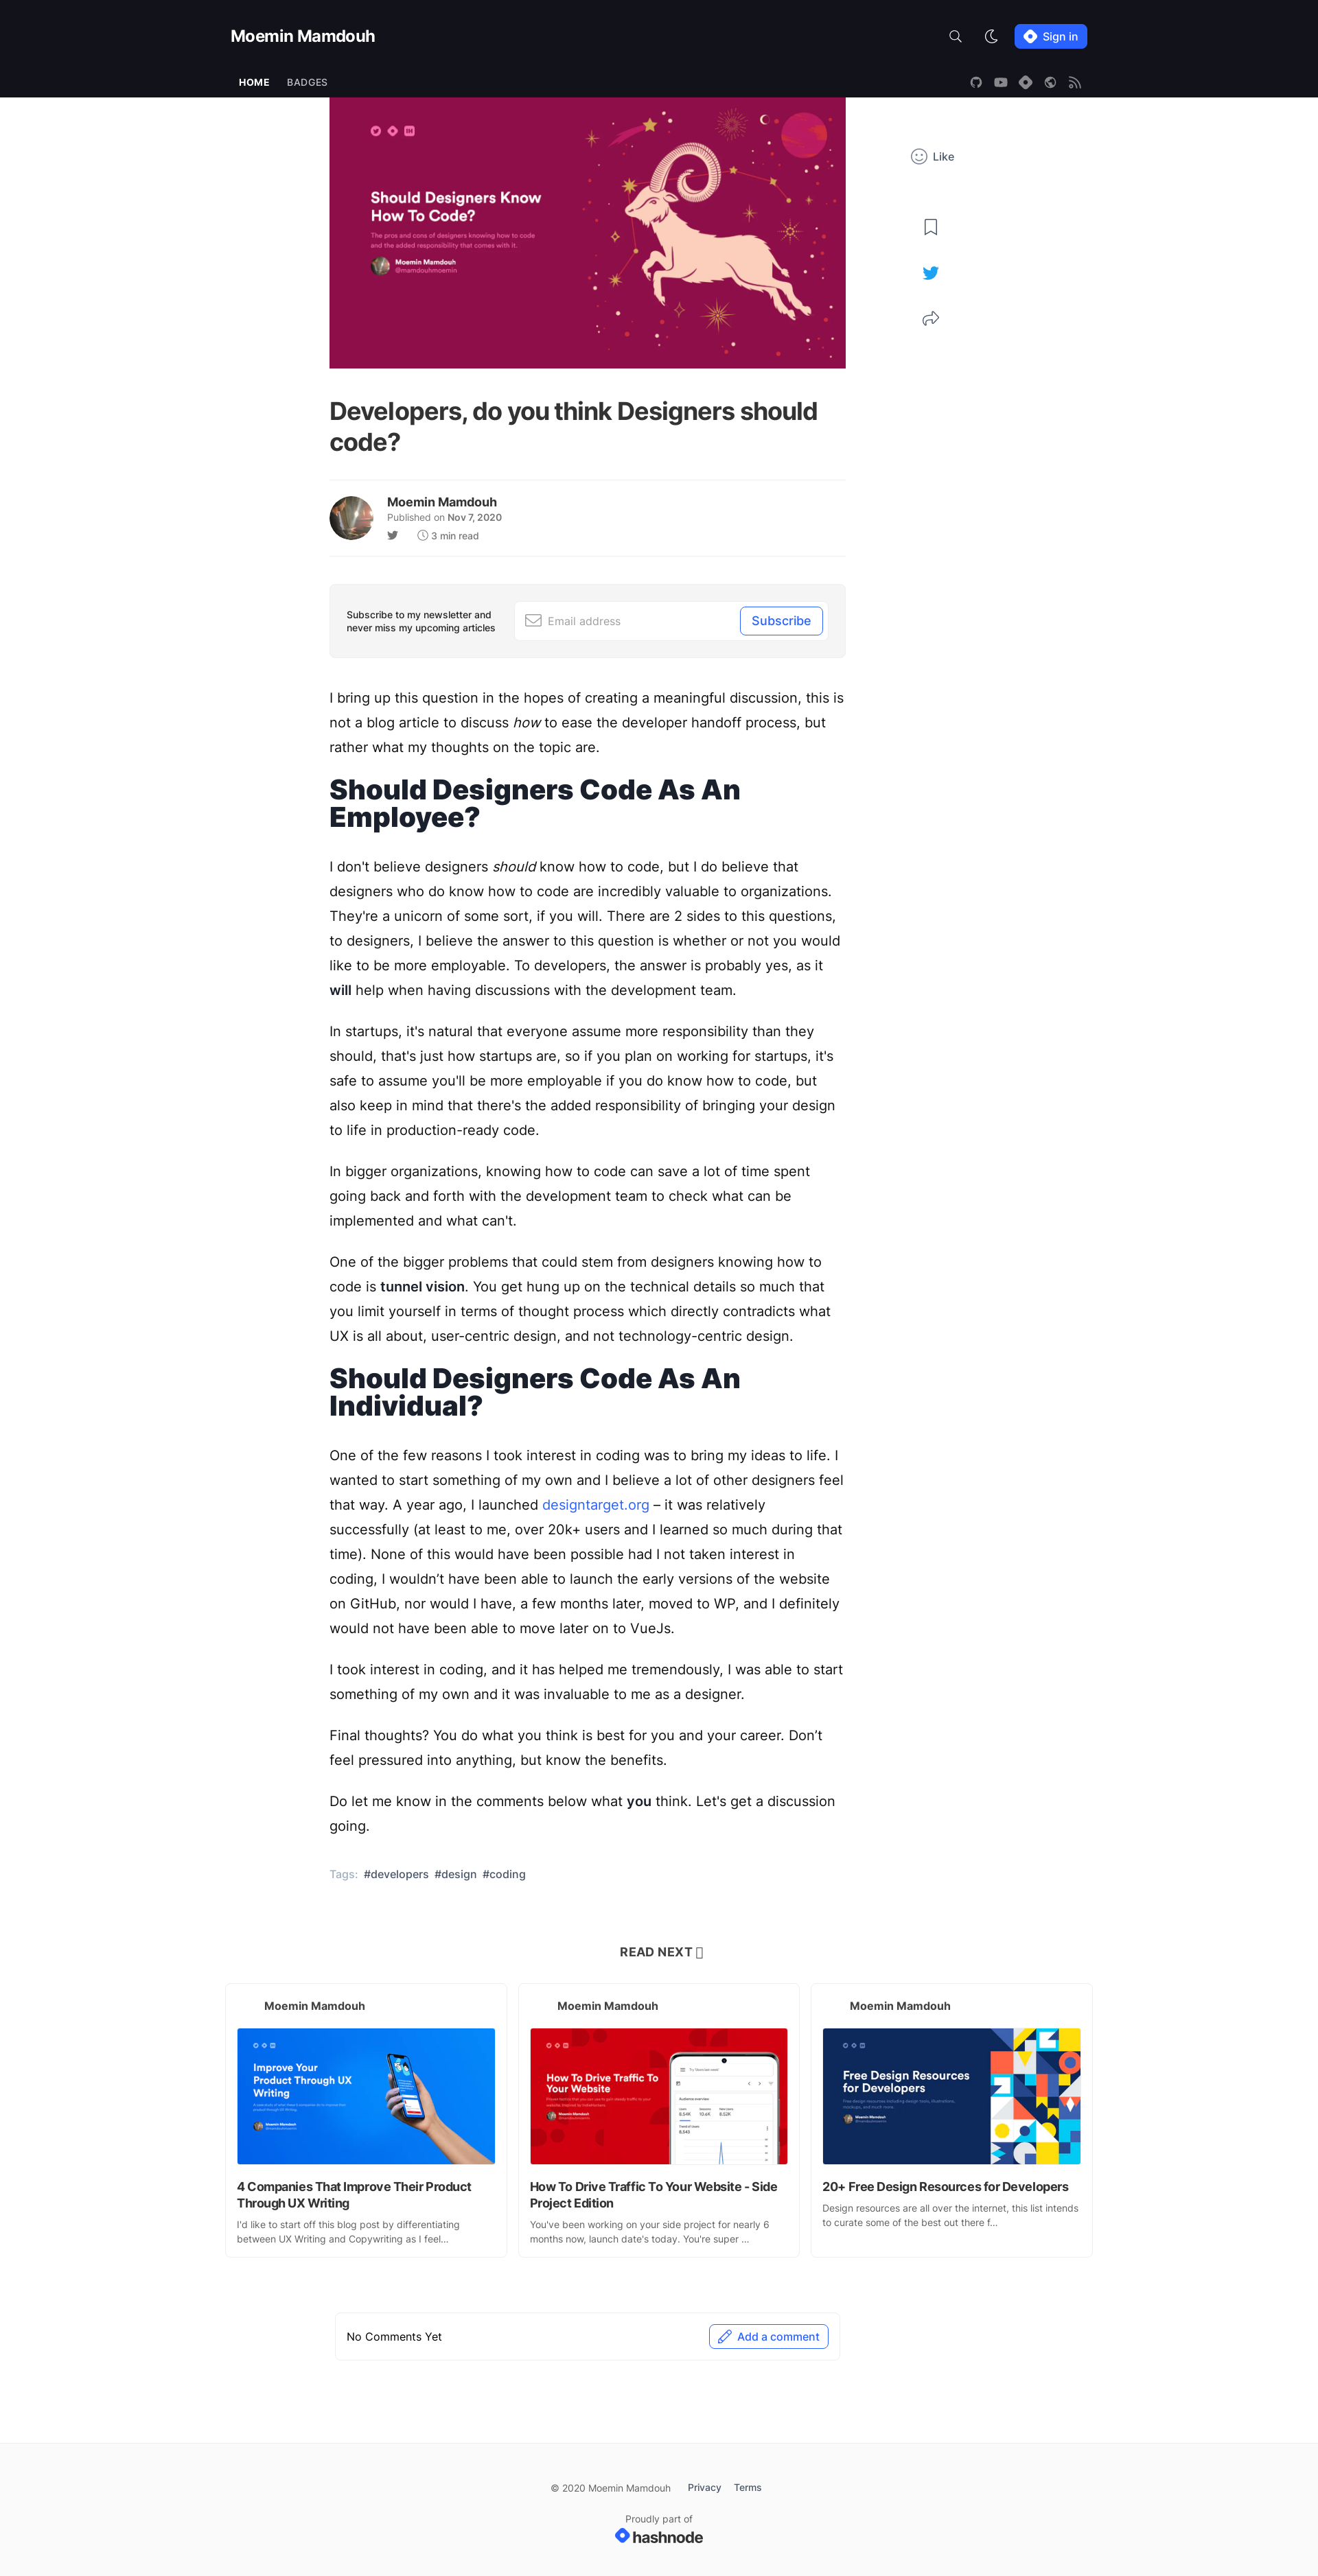 Moemin Mamdouh
Sign in
HOME BADGES
Should Designers Know
How To Code?
The pros and cons of designers knowing how to code
and the added responsibility that comes with it.
Moemin Mamdouh
@mamdouhmoemin
Like
Developers, do you think Designers should
code?
Moemin Mamdouh
Published on Nov 7, 2020
3 min read
Subscribe to my newsletter and
never miss my upcoming articles
Email address
Subscribe
I bring up this question in the hopes of creating a meaningful discussion, this is
not a blog article to discuss how to ease the developer handoff process, but
rather what my thoughts on the topic are.
Should Designers Code As An
Employee?
I don't believe designers should know how to code, but I do believe that
designers who do know how to code are incredibly valuable to organizations.
They're a unicorn of some sort, if you will. There are 2 sides to this questions,
to designers, I believe the answer to this question is whether or not you would
like to be more employable. To developers, the answer is probably yes, as it
will help when having discussions with the development team.
In startups, it's natural that everyone assume more responsibility than they
should, that's just how startups are, so if you plan on working for startups, it's
safe to assume you'll be more employable if you do know how to code, but
also keep in mind that there's the added responsibility of bringing your design
to life in production-ready code.
In bigger organizations, knowing how to code can save a lot of time spent
going back and forth with the development team to check what can be
implemented and what can't.
One of the bigger problems that could stem from designers knowing how to
code is tunnel vision. You get hung up on the technical details so much that
you limit yourself in terms of thought process which directly contradicts what
UX is all about, user-centric design, and not technology-centric design.
Should Designers Code As An
Individual?
One of the few reasons I took interest in coding was to bring my ideas to life. I
wanted to start something of my own and I believe a lot of other designers feel
that way. A year ago, I launched designtarget.org – it was relatively
successfully (at least to me, over 20k+ users and I learned so much during that
time). None of this would have been possible had I not taken interest in
coding, I wouldn’t have been able to launch the early versions of the website
on GitHub, nor would I have, a few months later, moved to WP, and I definitely
would not have been able to move later on to VueJs.
I took interest in coding, and it has helped me tremendously, I was able to start
something of my own and it was invaluable to me as a designer.
Final thoughts? You do what you think is best for you and your career. Don’t
feel pressured into anything, but know the benefits.
Do let me know in the comments below what you think. Let's get a discussion
going.
Tags: #developers #design #coding
READ NEXT
Moemin Mamdouh
Improve Your
Product Through UX
Writing
4 Companies That Improve Their Product
Through UX Writing
I'd like to start off this blog post by differentiating
between UX Writing and Copywriting as I feel...
Moemin Mamdouh
How To Drive Traffic To
Your Website
How To Drive Traffic To Your Website - Side
Project Edition
You've been working on your side project for nearly 6
months now, launch date's today. You're super ...
Moemin Mamdouh
Free Design Resources
for Developers
20+ Free Design Resources for Developers
Design resources are all over the internet, this list intends
to curate some of the best out there f...
No Comments Yet
Add a comment
© 2020 Moemin Mamdouh Privacy Terms
Proudly part of
hashnode